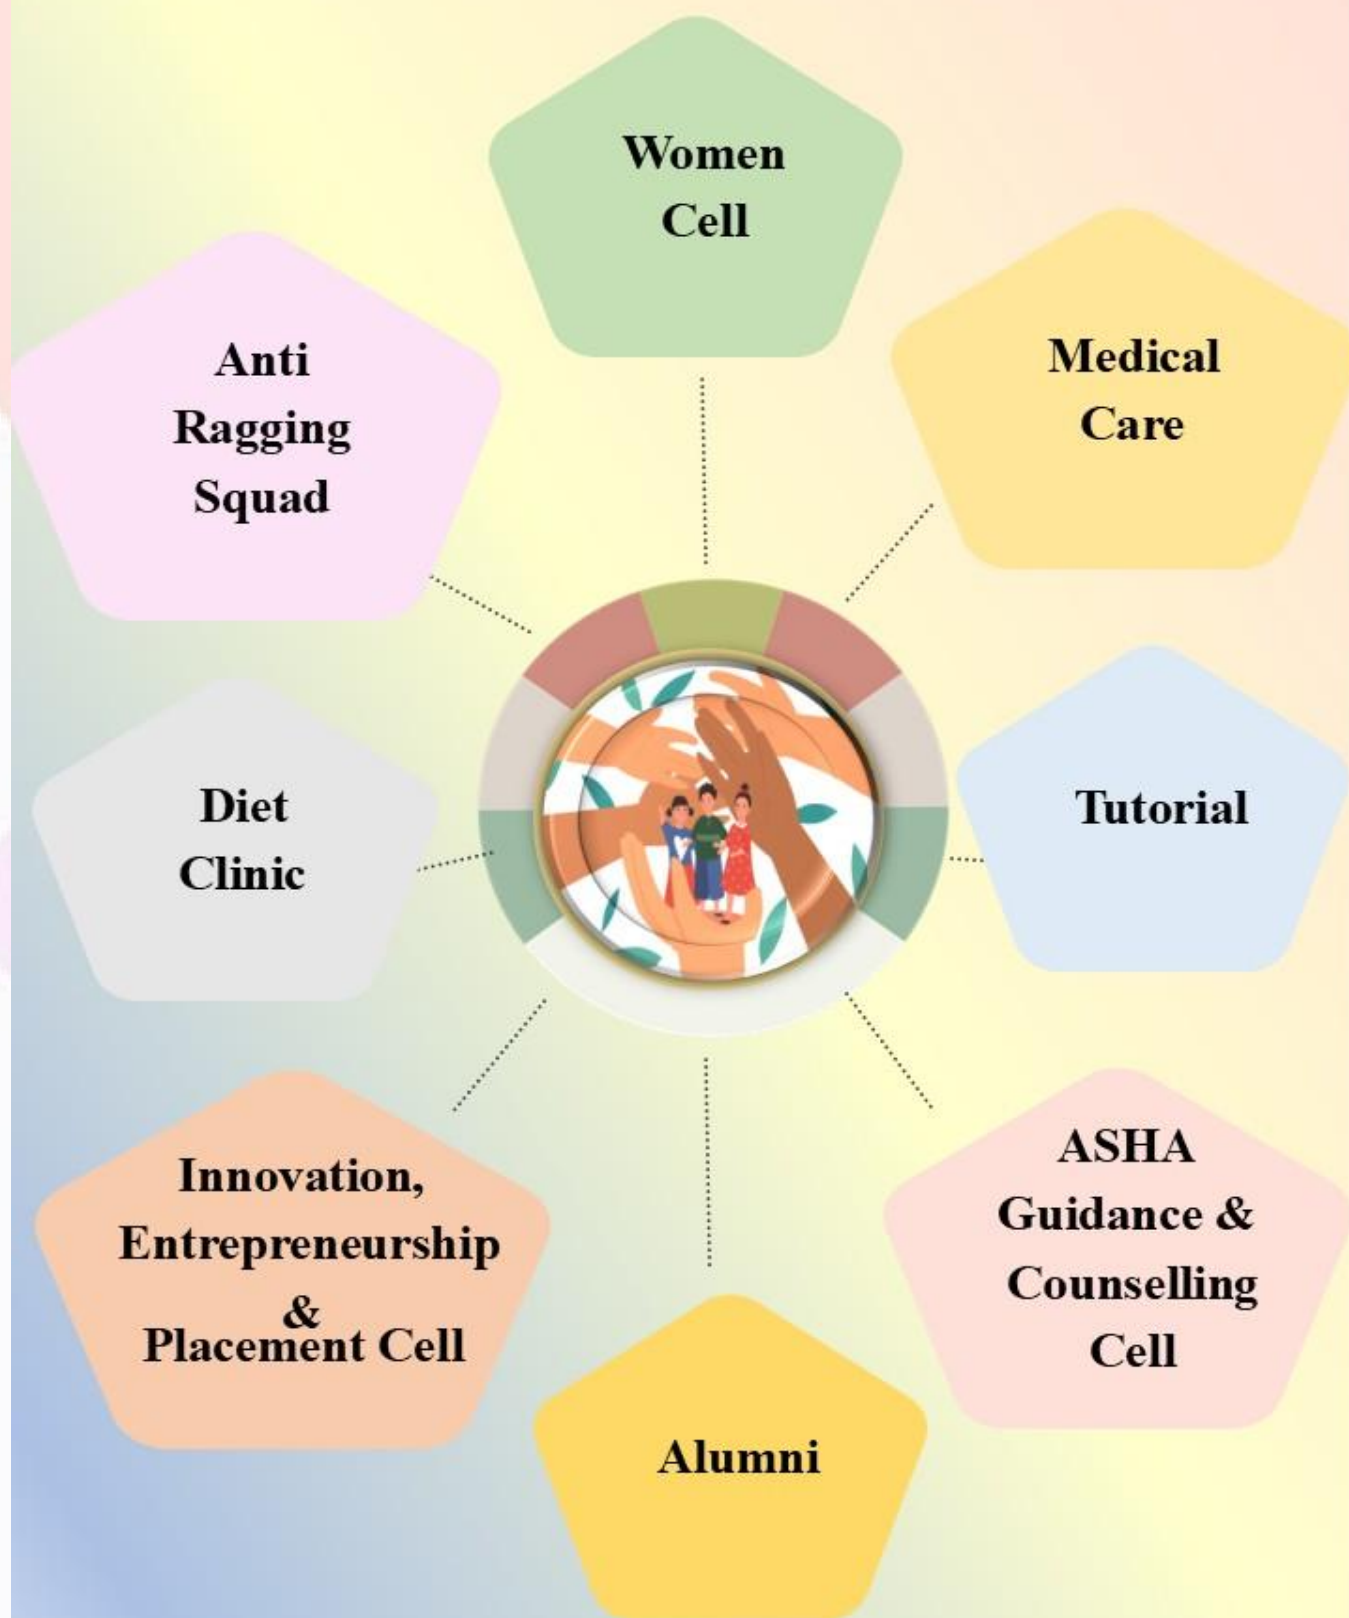 Women
Cell
Medical
Care
Anti
Ragging
Squad
Tutorial
Diet
Clinic
ASHA
Guidance &
Counselling
Cell
Innovation,
Entrepreneurship
&
Placement Cell
Alumni